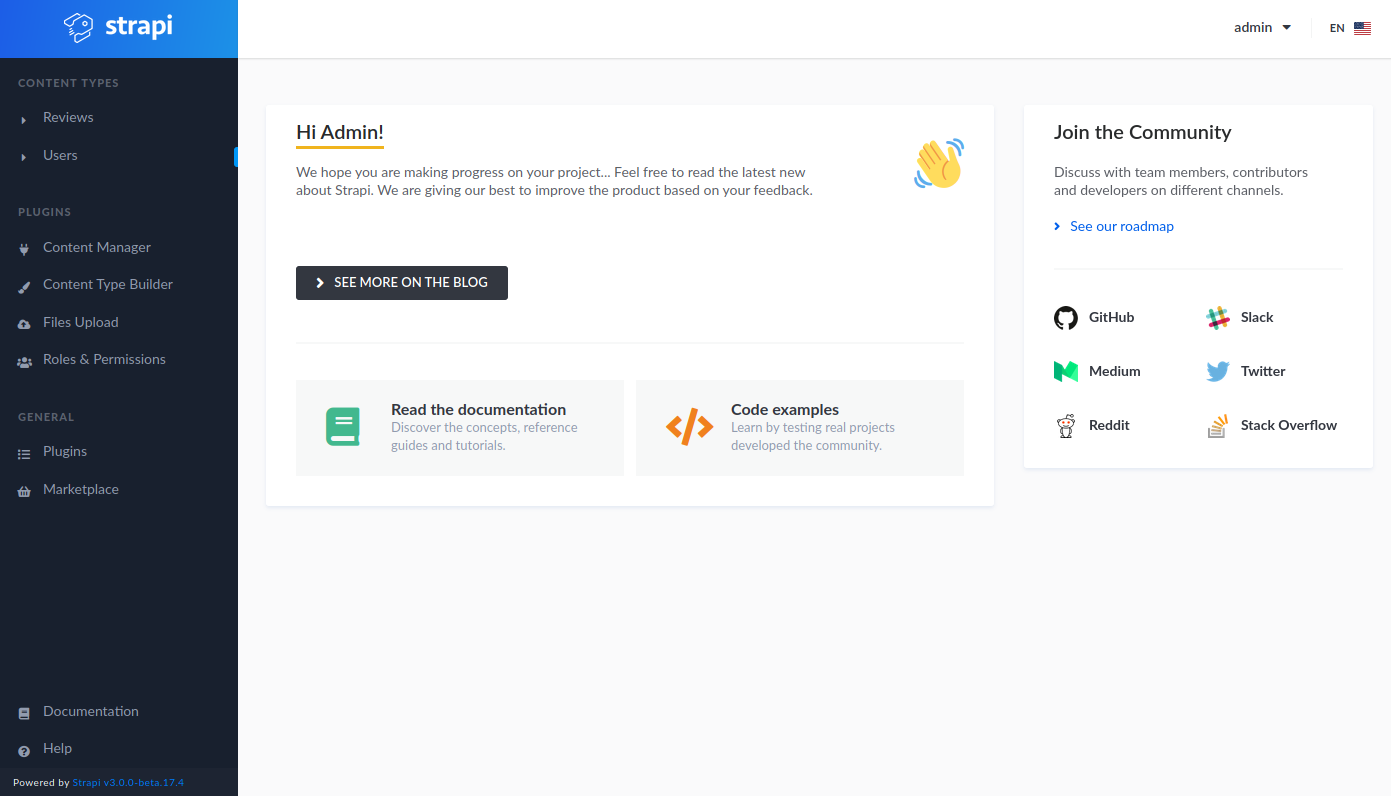 strapi
admin
EN
CONTENT TYPES
Reviews
Users
PLUGINS
Content Manager
Content Type Builder
Files Upload
Roles & Permissions
GENERAL
Plugins
Marketplace
Documentation
Help
Powered by Strapi v3.0.0-beta.17.4
Hi Admin!
We hope you are making progress on your project... Feel free to read the latest new
about Strapi. We are giving our best to improve the product based on your feedback.
SEE MORE ON THE BLOG
Read the documentation
Discover the concepts, reference
guides and tutorials.
Code examples
Learn by testing real projects
developed the community.
Join the Community
Discuss with team members, contributors
and developers on different channels.
See our roadmap
GitHub
Slack
Medium
Twitter
Reddit
Stack Overflow